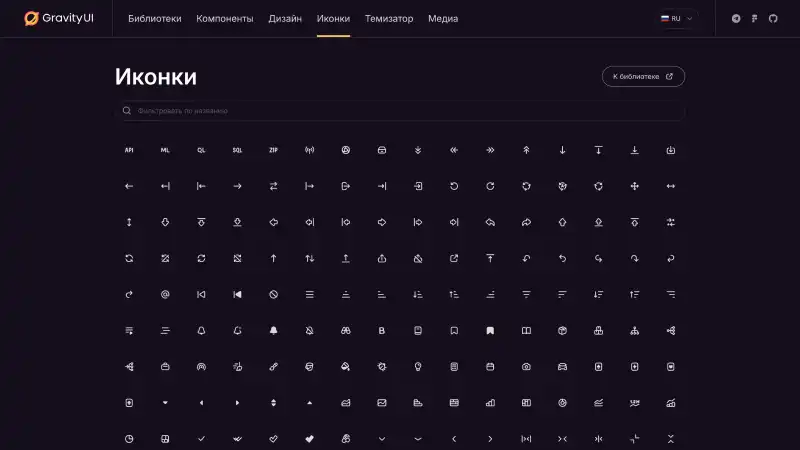 GravityUI
Библиотеки Компоненты Дизайн Иконки Темизатор Медиа
RU
Иконки
К библиотеке
Фильтровать по названию
API ML QL SQL ZIP
B